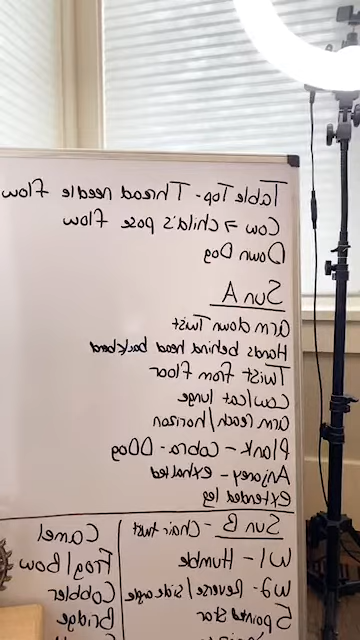 Table Top - Thread needle flow
Cow → child's pose flow
Down Dog
Sun A
arm down Twist
Hands behind head backbend
Twist from Floor
Cow/cat lunge
arm reach/horizon
Plank - Cobra - DDog
Anjaney - exhalted
extended leg
Sun B - Chair twist
W1 - Humble
W2 - Reverse/side angle
5 pointed star
Camel
Frog/Bow
Cobbler
Bridge